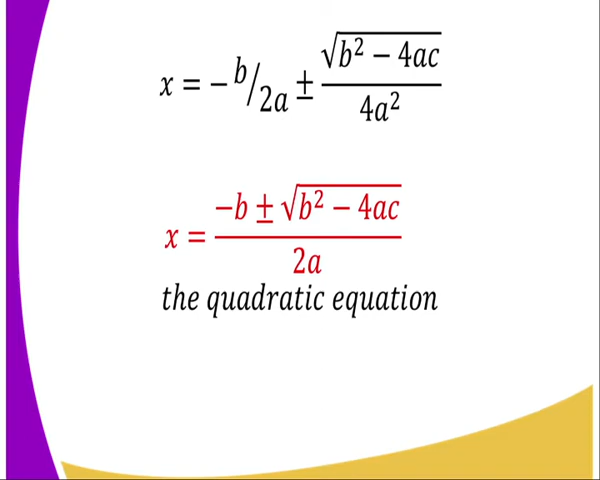 x = − b/2a ± √b² − 4ac / 4a²
x = −b ± √b² − 4ac / 2a
the quadratic equation